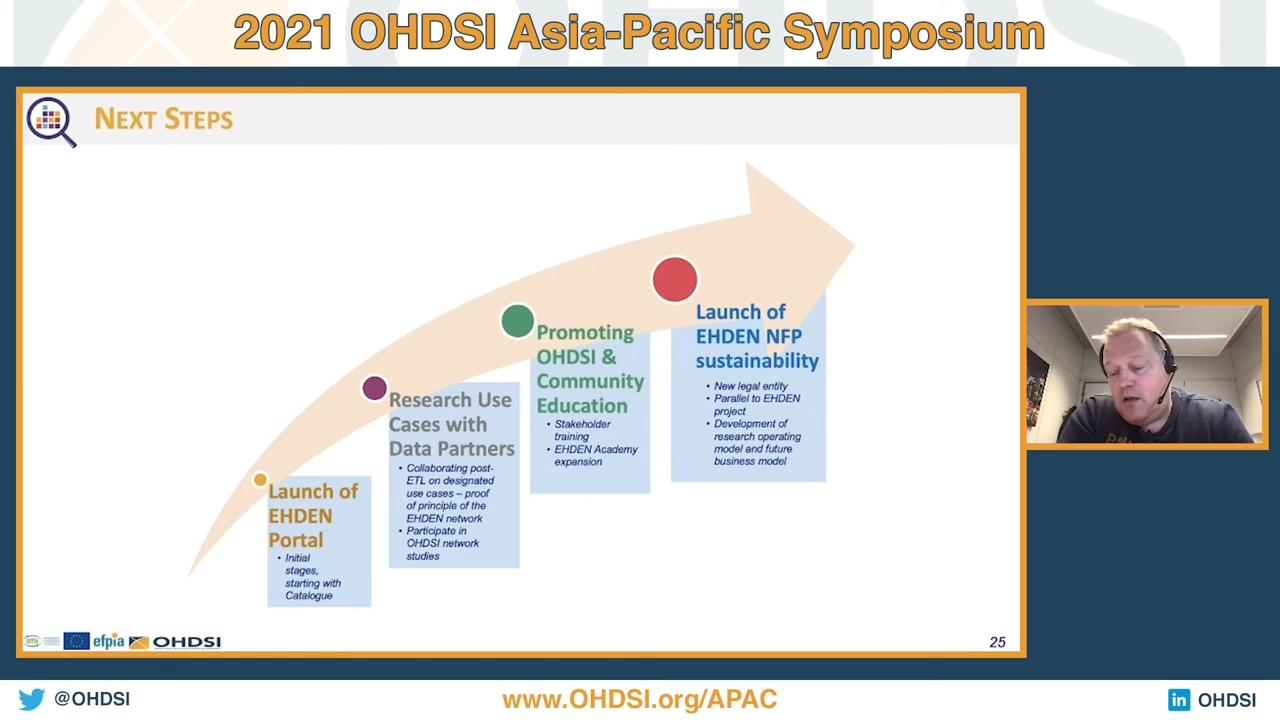 2021 OHDSI Asia-Pacific Symposium
NEXT STEPS
Launch of
EHDEN
Portal
• Initial
stages,
starting with
Catalogue
Research Use
Cases with
Data Partners
• Collaborating post-
ETL on designated
use cases – proof
of principle of the
EHDEN network
• Participate in
OHDSI network
studies
Promoting
OHDSI &
Community
Education
• Stakeholder
training
• EHDEN Academy
expansion
Launch of
EHDEN NFP
sustainability
• New legal entity
• Parallel to EHDEN
project
• Development of
research operating
model and future
business model
imi
efpia
OHDSI
25
@OHDSI
www.OHDSI.org/APAC
in OHDSI